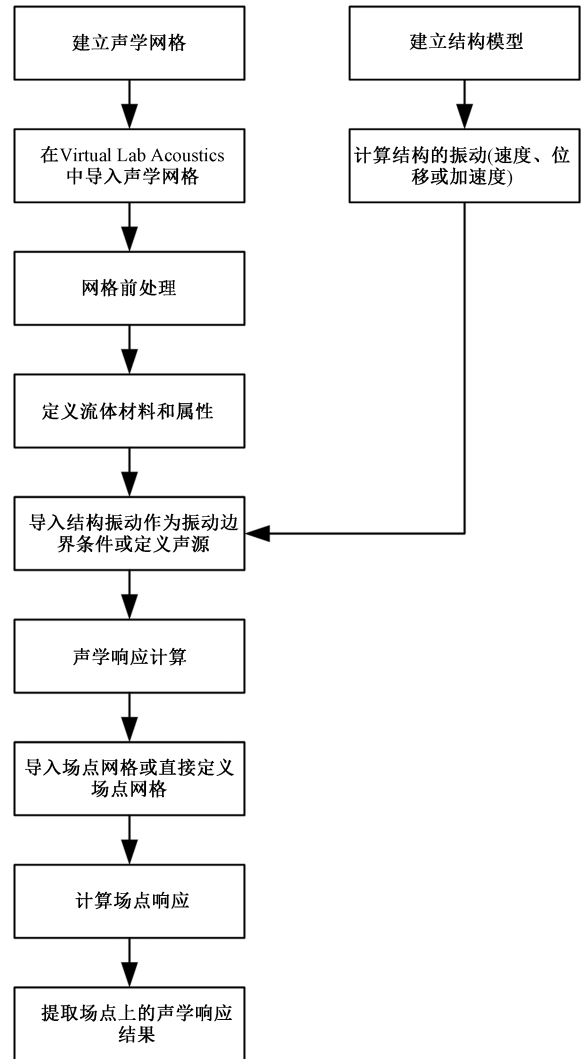 建立声学网格
建立结构模型
在Virtual Lab Acoustics
中导入声学网格
计算结构的振动(速度、位
移或加速度)
网格前处理
定义流体材料和属性
导入结构振动作为振动边
界条件或定义声源
声学响应计算
导入场点网格或直接定义
场点网格
计算场点响应
提取场点上的声学响应
结果